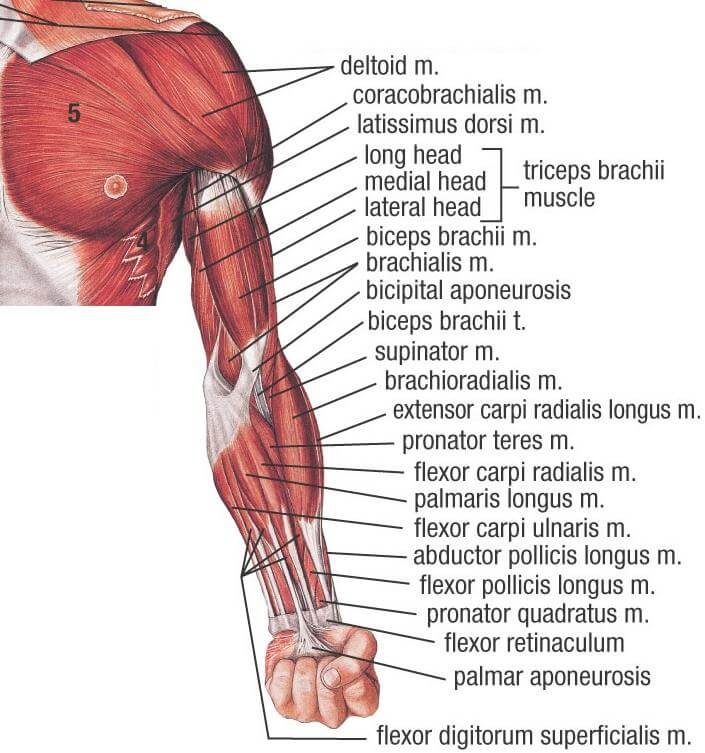 deltoid m.
coracobrachialis m.
latissimus dorsi m.
long head
medial head
lateral head
triceps brachii
muscle
biceps brachii m.
brachialis m.
bicipital aponeurosis
biceps brachii t.
supinator m.
brachioradialis m.
extensor carpi radialis longus m.
pronator teres m.
flexor carpi radialis m.
palmaris longus m.
flexor carpi ulnaris m.
abductor pollicis longus m.
flexor pollicis longus m.
pronator quadratus m.
flexor retinaculum
palmar aponeurosis
flexor digitorum superficialis m.
5
4